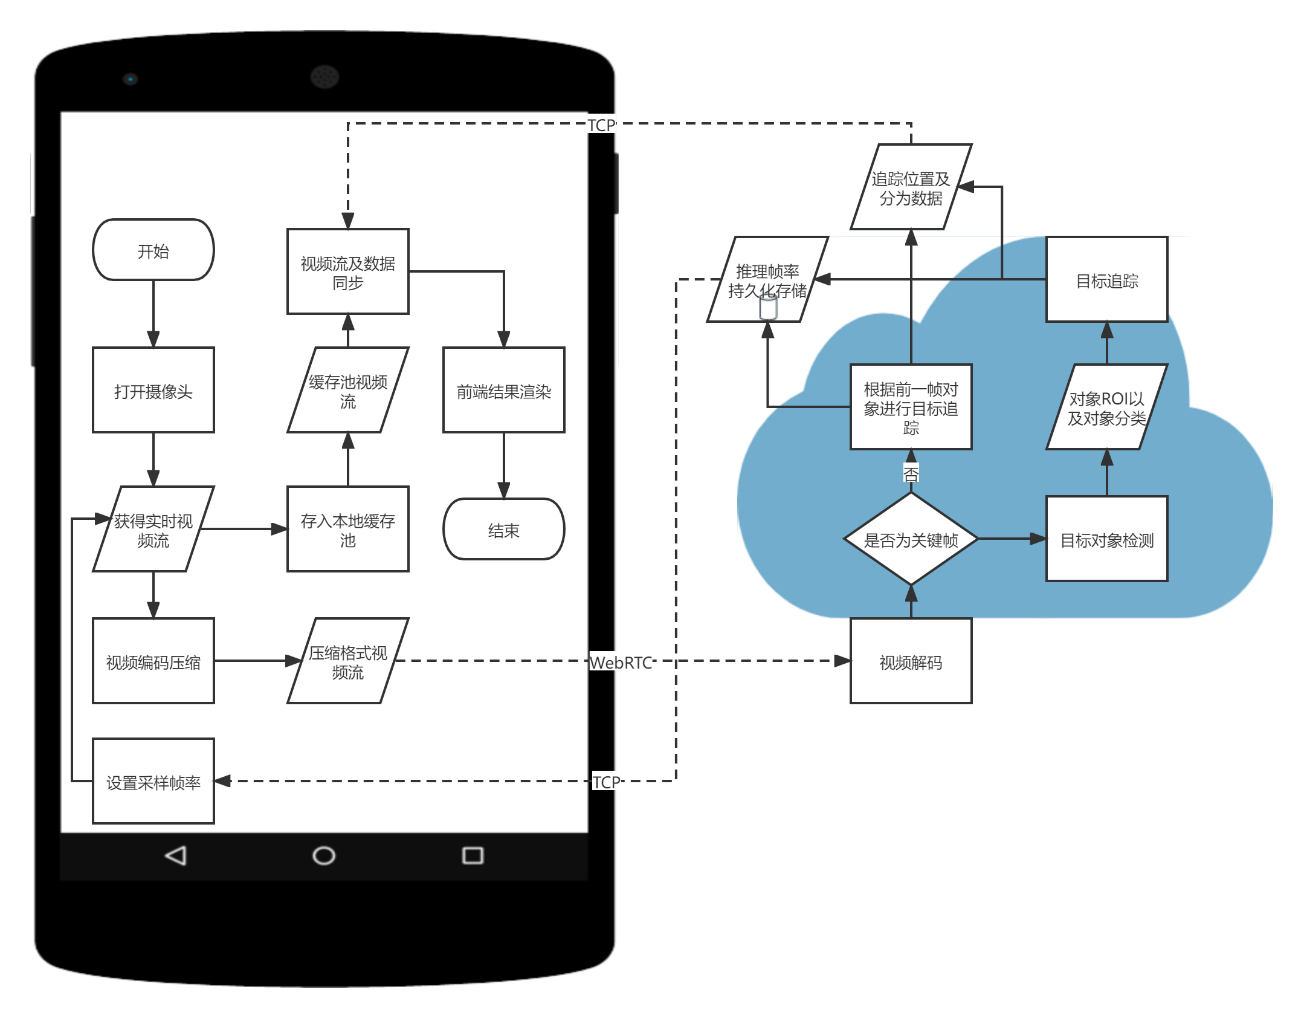 TCP
追踪位置及
分为数据
开始
视频流及数据
同步
推理帧率
持久化存储
目标追踪
打开摄像头
缓存池视频
流
前端结果渲染
根据前一帧对
象进行目标追
踪
对象ROI以
及对象分类
否
获得实时视
频流
存入本地缓存
池
结束
是否为关键帧
目标对象检测
视频编码压缩
压缩格式视
频流
WebRTC
视频解码
设置采样帧率
TCP